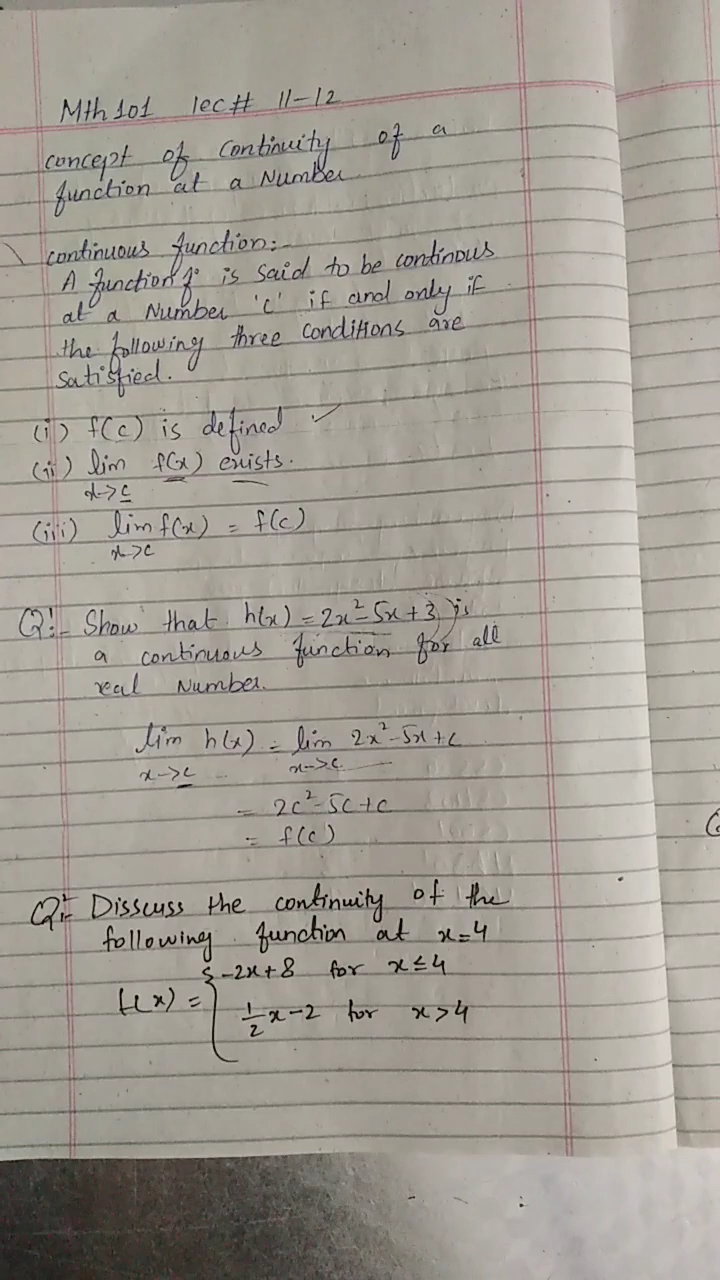 Mth 101 lec# 11-12
concept of Continuity of a
function at a Number
continuous function:-
A function f is said to be continous
at a Number 'c' if and only if
the following three conditions are
satisfied.
(i) f(c) is defined ✓
(ii) lim f(x) exists.
x->c
(iii) lim f(x) = f(c)
x->c
Q1:- Show that h(x) = 2x²-5x+3, is
a continuous function for all
real Number.
lim h(x) = lim 2x²-5x+c
x->c x->c
= 2c²-5c+c
= f(c)
Q2:- Disscuss the continuity of the
following function at x=4
{-2x+8 for x≤4
f(x) =
1/2 x-2 for x>4